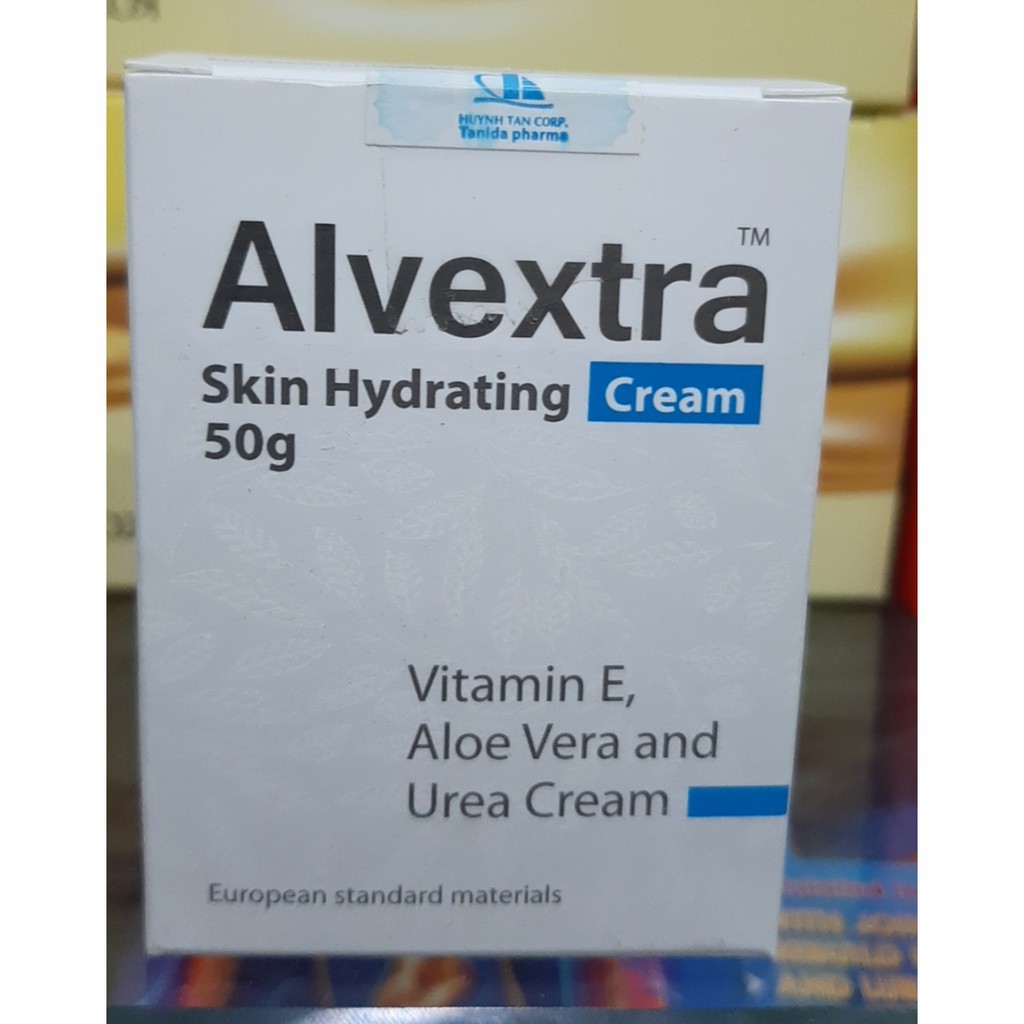 HUYNH TAN CORP.
Tanida pharma
Alvextra™
Skin Hydrating Cream
50g
Vitamin E,
Aloe Vera and
Urea Cream
European standard materials